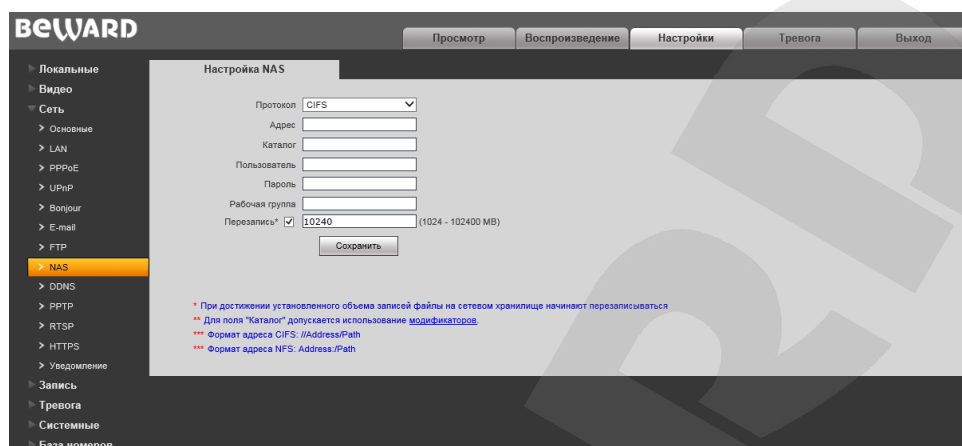 BEWARD
Просмотр Воспроизведение Настройки Тревога Выход
Локальные
Видео
Сеть
Основные
LAN
PPPoE
UPnP
Bonjour
E-mail
FTP
NAS
DDNS
PPTP
RTSP
HTTPS
Уведомление
Запись
Тревога
Системные
База номеров
Настройка NAS
Протокол CIFS
Адрес
Каталог
Пользователь
Пароль
Рабочая группа
Перезапись* 10240 (1024 - 102400 MB)
Сохранить
* При достижении установленного объема записей файлы на сетевом хранилище начинают перезаписываться
** Для поля "Каталог" допускается использование модификаторов.
*** Формат адреса CIFS: //Address/Path
*** Формат адреса NFS: Address:/Path